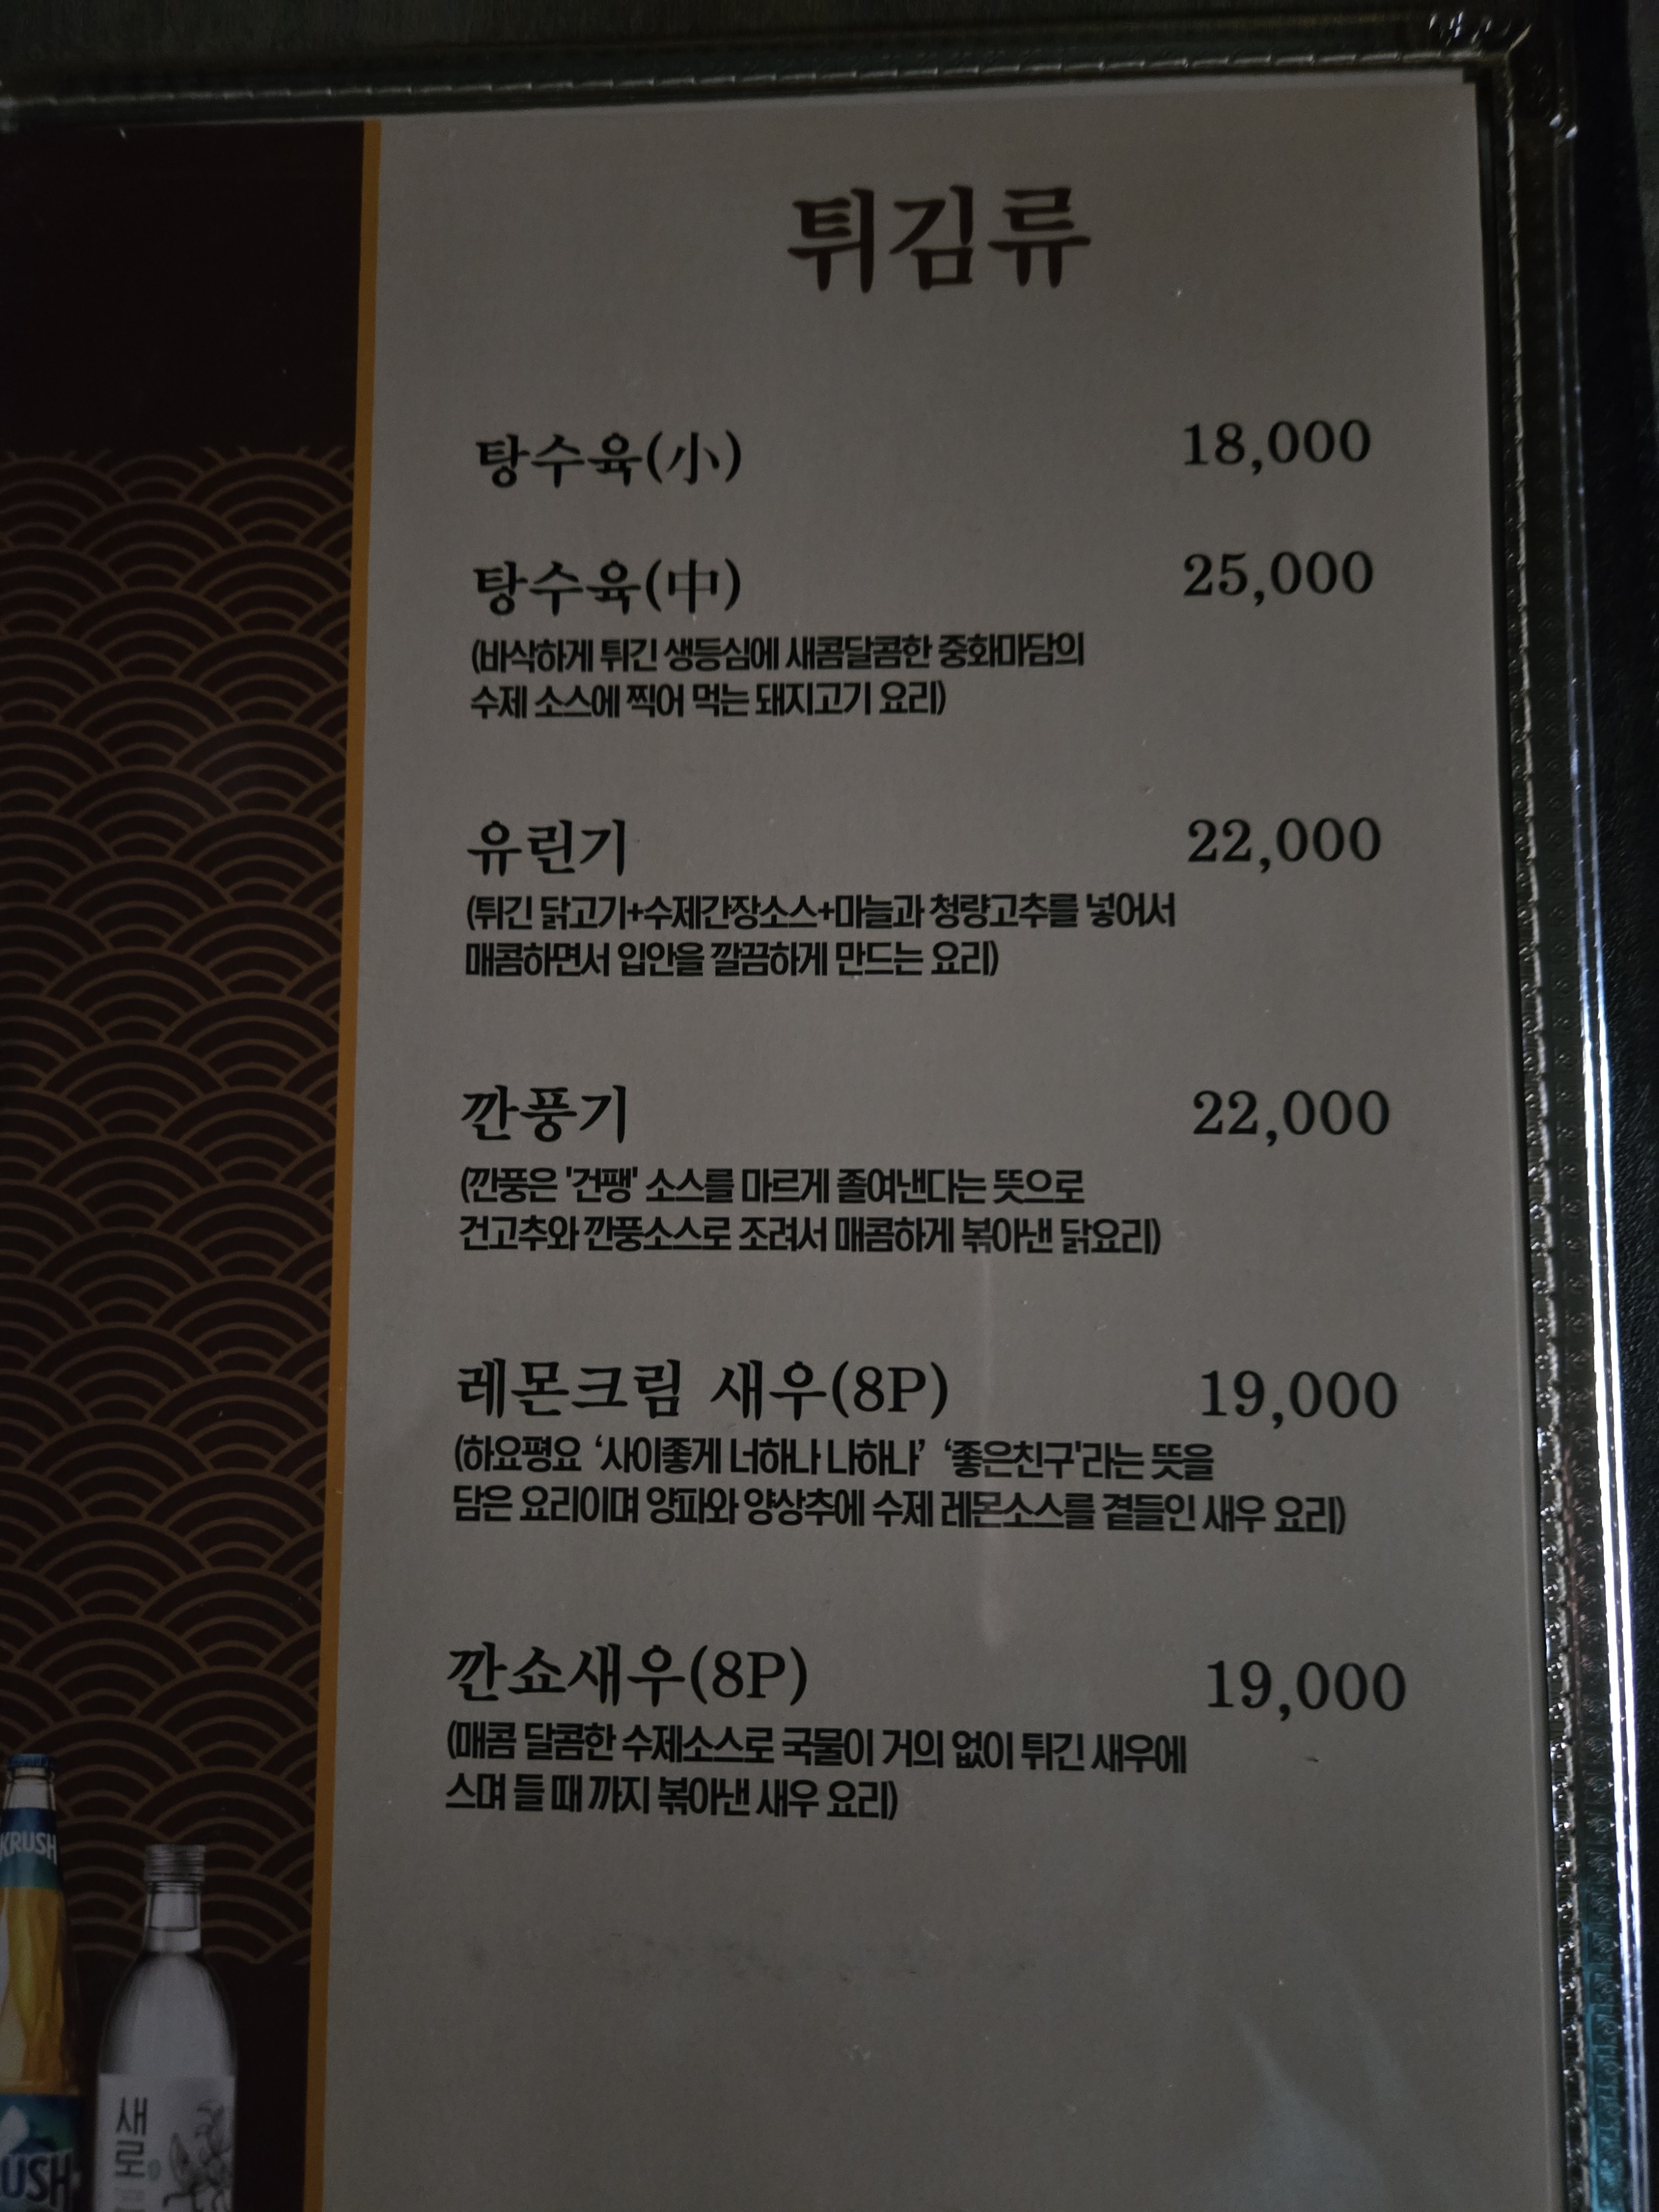 튀김류
탕수육(小) 18,000
탕수육(中) 25,000
(바삭하게 튀긴 생등심에 새콤달콤한 중화마담의
수제 소스에 찍어 먹는 돼지고기 요리)
유린기 22,000
(튀긴 닭고기+수제간장소스+마늘과 청량고추를 넣어서
매콤하면서 입안을 깔끔하게 만드는 요리)
깐풍기 22,000
(깐풍은 '건팽' 소스를 마르게 졸여낸다는 뜻으로
건고추와 깐풍소스로 조려서 매콤하게 볶아낸 닭요리)
레몬크림 새우(8P) 19,000
(하요평요 ‘사이좋게 너하나 나하나’ ‘좋은친구'라는 뜻을
담은 요리이며 양파와 양상추에 수제 레몬소스를 곁들인 새우 요리)
깐쇼새우(8P) 19,000
(매콤 달콤한 수제소스로 국물이 거의 없이 튀긴 새우에
스며 들 때 까지 볶아낸 새우 요리)
KRUSH
새로